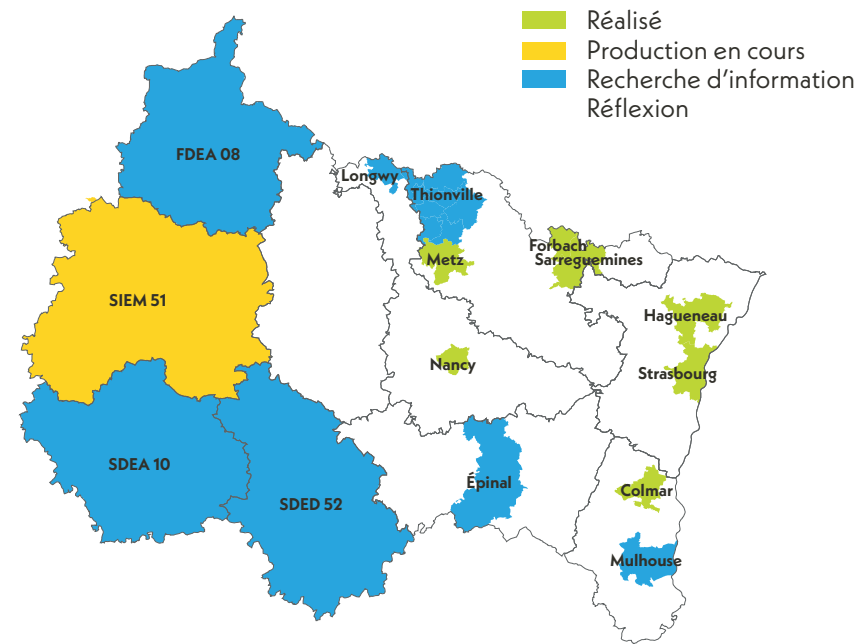 Réalisé
Production en cours
Recherche d'information
Réflexion
FDEA 08
Longwy
Thionville
Forbach
Metz
Sarreguemines
SIEM 51
Hagueneau
Nancy
Strasbourg
SDEA 10
Épinal
Colmar
SDED 52
Mulhouse